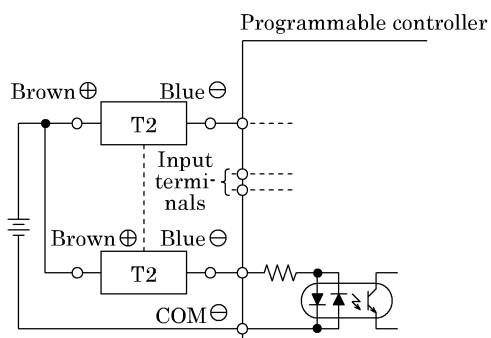 Programmable controller
Brown ⊕
Blue ⊖
T2
Input
termi-
nals
Brown ⊕
Blue ⊖
T2
COM ⊖